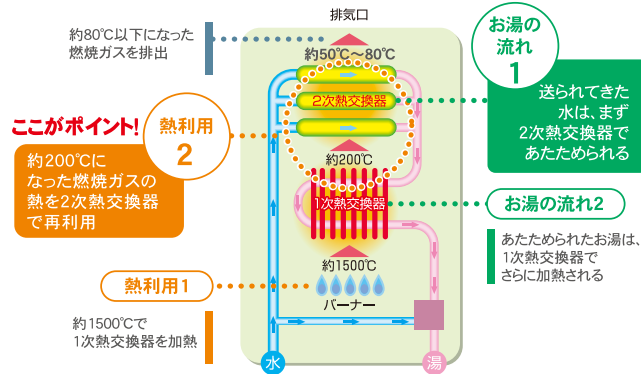 排気口
約80℃以下になった
燃焼ガスを排出
約50℃～80℃
お湯の
流れ
1
送られてきた
水は、まず
2次熱交換器で
あたためられる
2次熱交換器
ここがポイント!
熱利用
2
約200℃に
なった燃焼ガスの
熱を2次熱交換器
で再利用
約200℃
1次熱交換器
お湯の流れ2
あたためられたお湯は、
1次熱交換器で
さらに加熱される
約1500℃
熱利用1
バーナー
約1500℃で
1次熱交換器を加熱
水
湯